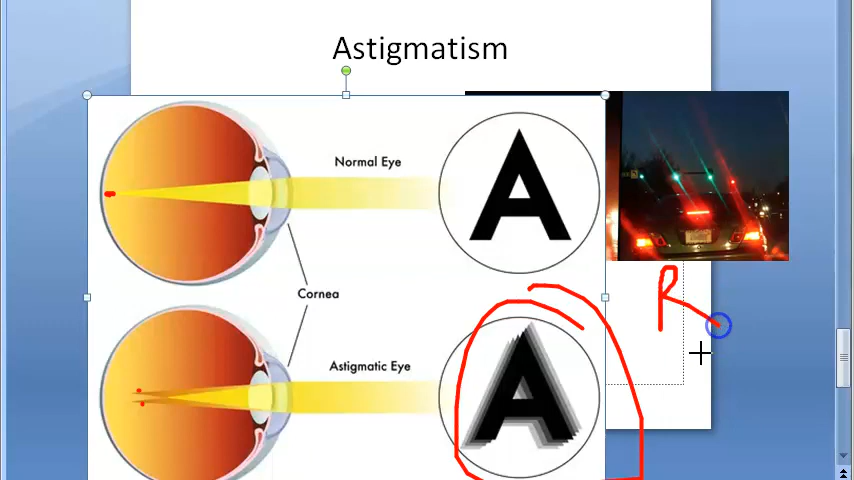 Astigmatism
Normal Eye
A
Cornea
Astigmatic Eye
A
R